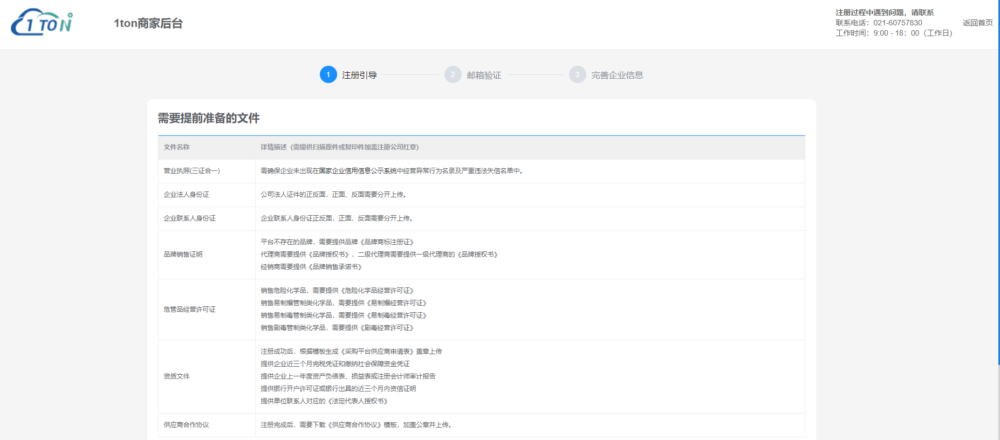 1 TON
1ton商家后台
注册过程中遇到问题，请联系
联系电话：021-60757830
工作时间：9:00 - 18：00（工作日）
返回首页
1 注册引导
2 邮箱验证
3 完善企业信息
需要提前准备的文件
文件名称 详情描述（需提供扫描原件或复印件加盖注册公司红章）
营业执照(三证合一) 需确保企业未出现在国家企业信用信息公示系统中经营异常行为名录及严重违法失信名单中。
企业法人身份证 公司法人证件的正反面，正面、反面需要分开上传。
企业联系人身份证 企业联系人身份证正反面，正面、反面需要分开上传。
品牌销售证明
平台不存在的品牌，需要提供品牌《品牌商标注册证》
代理商需要提供《品牌授权书》，二级代理商需要提供一级代理商的《品牌授权书》
经销商需要提供《品牌销售承诺书》
危管品经营许可证
销售危险化学品，需要提供《危险化学品经营许可证》
销售易制爆管制类化学品，需要提供《易制爆经营许可证》
销售易制毒管制类化学品，需要提供《易制毒经营许可证》
销售剧毒管制类化学品，需要提供《剧毒经营许可证》
资质文件
注册成功后，根据模板生成《采购平台供应商申请表》盖章上传
提供企业近三个月完税凭证和缴纳社会保障资金凭证
提供企业上一年度资产负债表、损益表或注册会计师审计报告
提供银行开户许可证或银行出具的近三个月内资信证明
提供单位联系人对应的《法定代表人授权书》
供应商合作协议 注册完成后，需要下载《供应商合作协议》模板，加盖公章并上传。